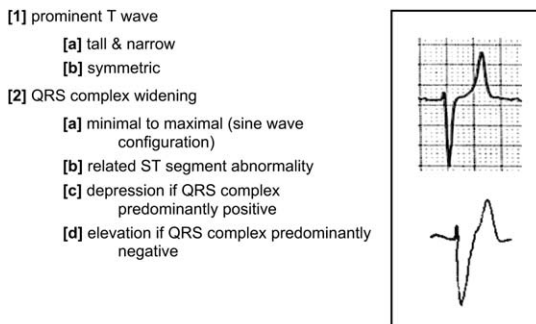 [1] prominent T wave
[a] tall & narrow
[b] symmetric
[2] QRS complex widening
[a] minimal to maximal (sine wave
configuration)
[b] related ST segment abnormality
[c] depression if QRS complex
predominantly positive
[d] elevation if QRS complex predominantly
negative